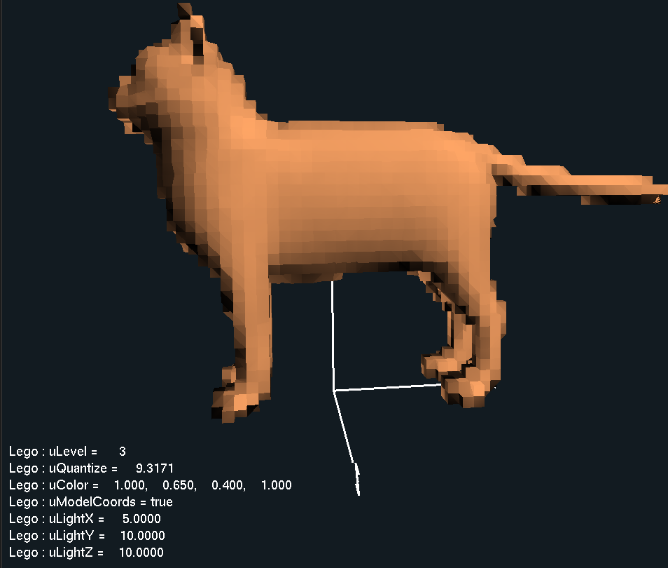 Lego : uLevel = 3
Lego : uQuantize = 9.3171
Lego : uColor = 1.000, 0.650, 0.400, 1.000
Lego : uModelCoords = true
Lego : uLightX = 5.0000
Lego : uLightY = 10.0000
Lego : uLightZ = 10.0000